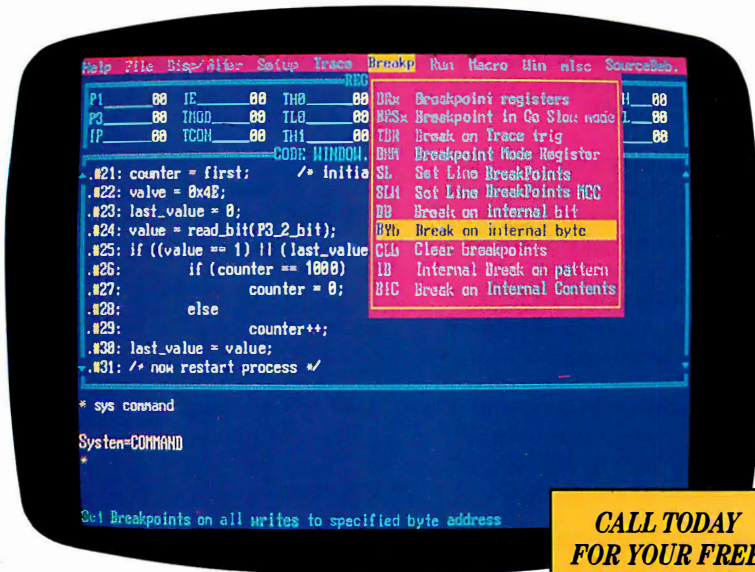 Help File Disp/Alter Setup Trace Breakp Run Macro Win misc SourceDeb.
REG
P1 00 IE 00 TH0 00 DRx Breakpoint registers H 00
P3 00 TMOD 00 TL0 00 Breakpoint in Go Slow mode L 00
IP 00 TCON 00 TH1 00 TBR Break on Trace trig 00
CODE WINDOW. Breakpoint Mode Register
.#21: counter = first; /* initia SL Set Line BreakPoints
.#22: valve = 0x4E; SLM Set Line BreakPoints MCC
.#23: last_value = 0; BB Break on Internal bit
.#24: value = read_bit(P3_2_bit); BYb Break on internal byte
.#25: if ((value == 1) || (last_value Clear breakpoints
.#26: if (counter == 1000) IB Internal Break on pattern
.#27: counter = 0; BIC Break on Internal Contents
.#28: else
.#29: counter++;
.#30: last_value = value;
.#31: /* now restart process */
* sys command
System=COMMAND
*
Set Breakpoints on all writes to specified byte address
CALL TODAY
FOR YOUR FREE